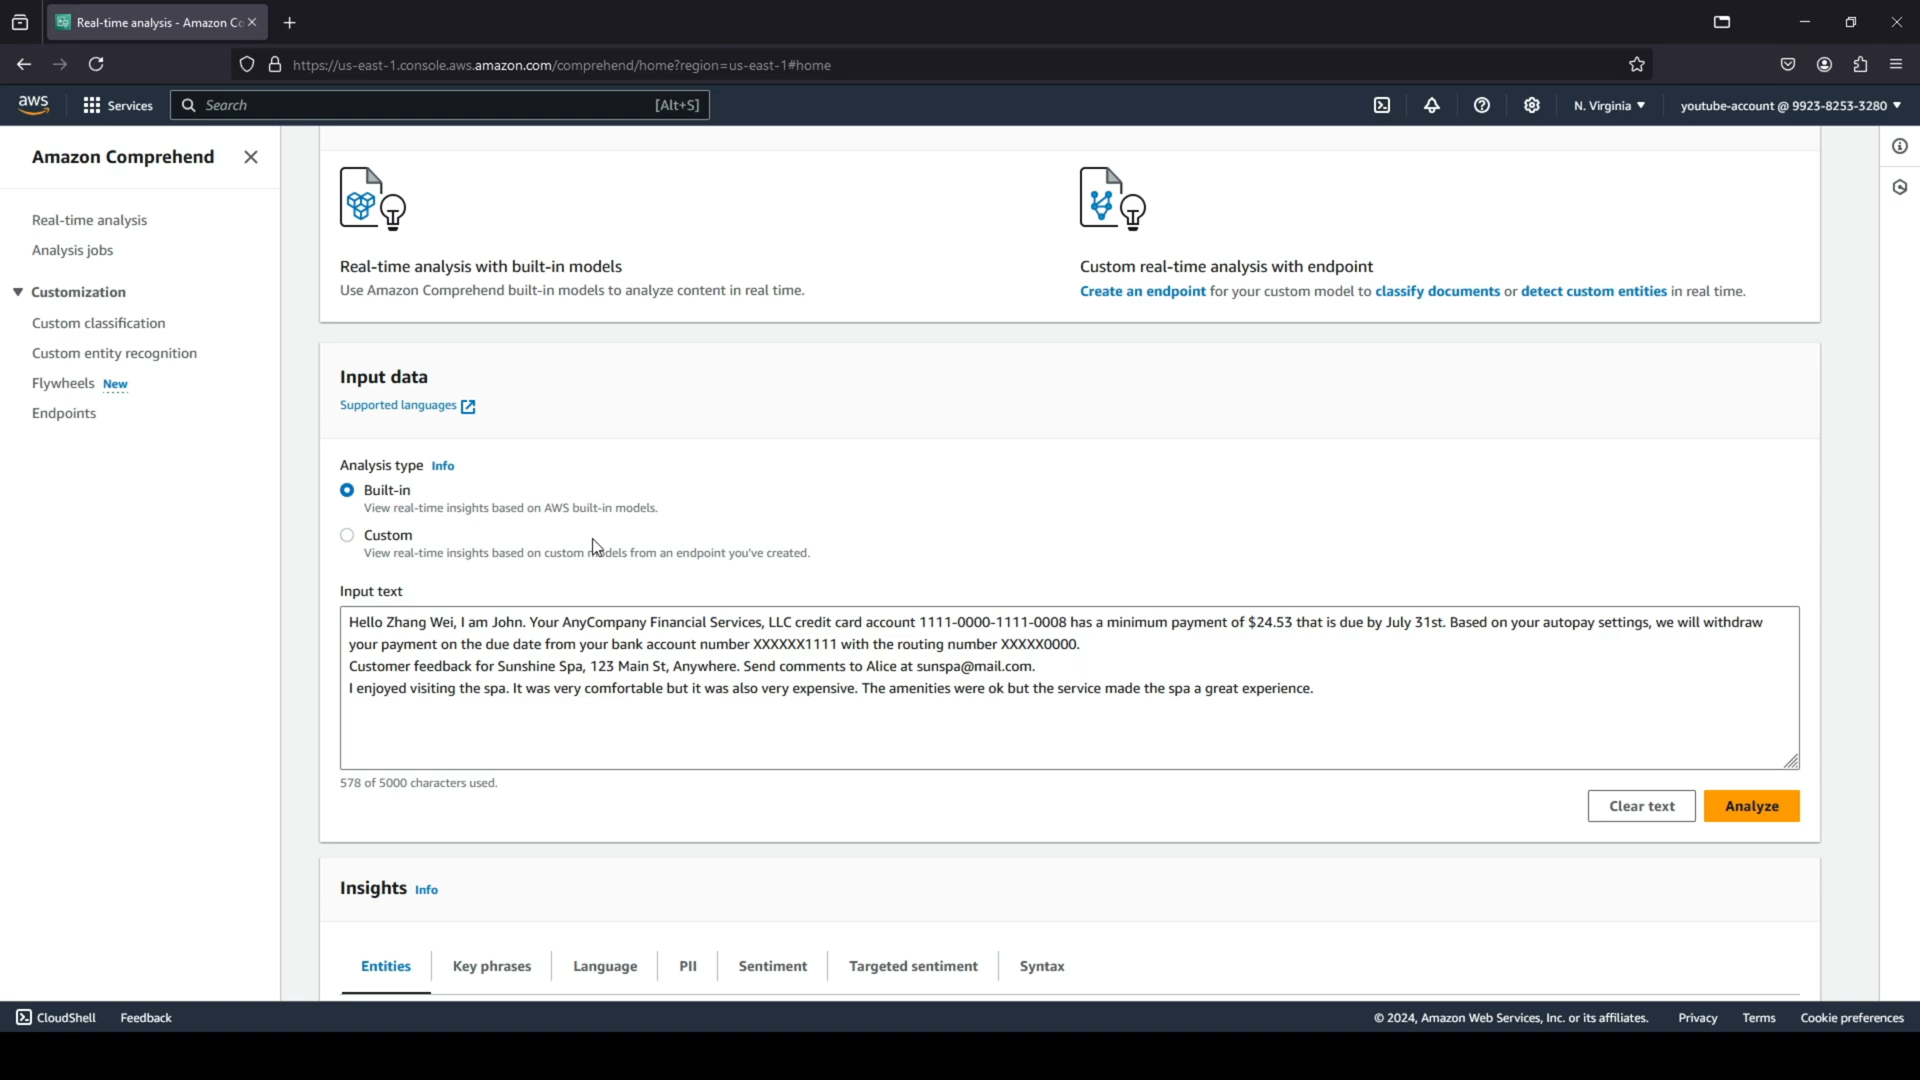 Real-time analysis - Amazon Co
https://us-east-1.console.aws.amazon.com/comprehend/home?region=us-east-1#home
aws
Services
Search
[Alt+S]
N. Virginia
youtube-account @ 9923-8253-3280
Amazon Comprehend
Real-time analysis
Analysis jobs
Customization
Custom classification
Custom entity recognition
Flywheels New
Endpoints
Real-time analysis with built-in models
Use Amazon Comprehend built-in models to analyze content in real time.
Custom real-time analysis with endpoint
Create an endpoint for your custom model to classify documents or detect custom entities in real time.
Input data
Supported languages
Analysis type Info
Built-in
View real-time insights based on AWS built-in models.
Custom
View real-time insights based on custom models from an endpoint you've created.
Input text
Hello Zhang Wei, I am John. Your AnyCompany Financial Services, LLC credit card account 1111-0000-1111-0008 has a minimum payment of $24.53 that is due by July 31st. Based on your autopay settings, we will withdraw
your payment on the due date from your bank account number XXXXXX1111 with the routing number XXXXX0000.
Customer feedback for Sunshine Spa, 123 Main St, Anywhere. Send comments to Alice at sunspa@mail.com.
I enjoyed visiting the spa. It was very comfortable but it was also very expensive. The amenities were ok but the service made the spa a great experience.
578 of 5000 characters used.
Clear text
Analyze
Insights Info
Entities
Key phrases
Language
PII
Sentiment
Targeted sentiment
Syntax
CloudShell
Feedback
© 2024, Amazon Web Services, Inc. or its affiliates.
Privacy
Terms
Cookie preferences